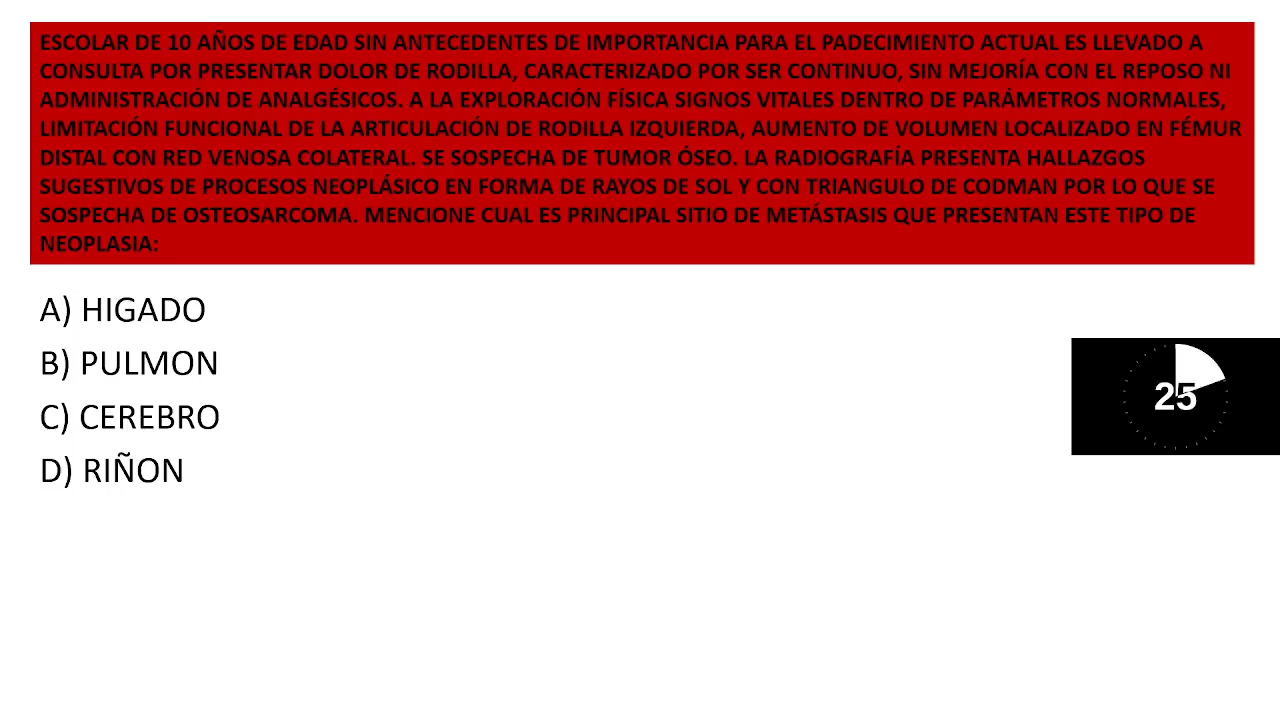 ESCOLAR DE 10 AÑOS DE EDAD SIN ANTECEDENTES DE IMPORTANCIA PARA EL PADECIMIENTO ACTUAL ES LLEVADO A
CONSULTA POR PRESENTAR DOLOR DE RODILLA, CARACTERIZADO POR SER CONTINUO, SIN MEJORÍA CON EL REPOSO NI
ADMINISTRACIÓN DE ANALGÉSICOS. A LA EXPLORACIÓN FÍSICA SIGNOS VITALES DENTRO DE PARÁMETROS NORMALES,
LIMITACIÓN FUNCIONAL DE LA ARTICULACIÓN DE RODILLA IZQUIERDA, AUMENTO DE VOLUMEN LOCALIZADO EN FÉMUR
DISTAL CON RED VENOSA COLATERAL. SE SOSPECHA DE TUMOR ÓSEO. LA RADIOGRAFÍA PRESENTA HALLAZGOS
SUGESTIVOS DE PROCESOS NEOPLÁSICO EN FORMA DE RAYOS DE SOL Y CON TRIANGULO DE CODMAN POR LO QUE SE
SOSPECHA DE OSTEOSARCOMA. MENCIONE CUAL ES PRINCIPAL SITIO DE METÁSTASIS QUE PRESENTAN ESTE TIPO DE
NEOPLASIA:
A) HIGADO
B) PULMON
C) CEREBRO
D) RIÑON
25